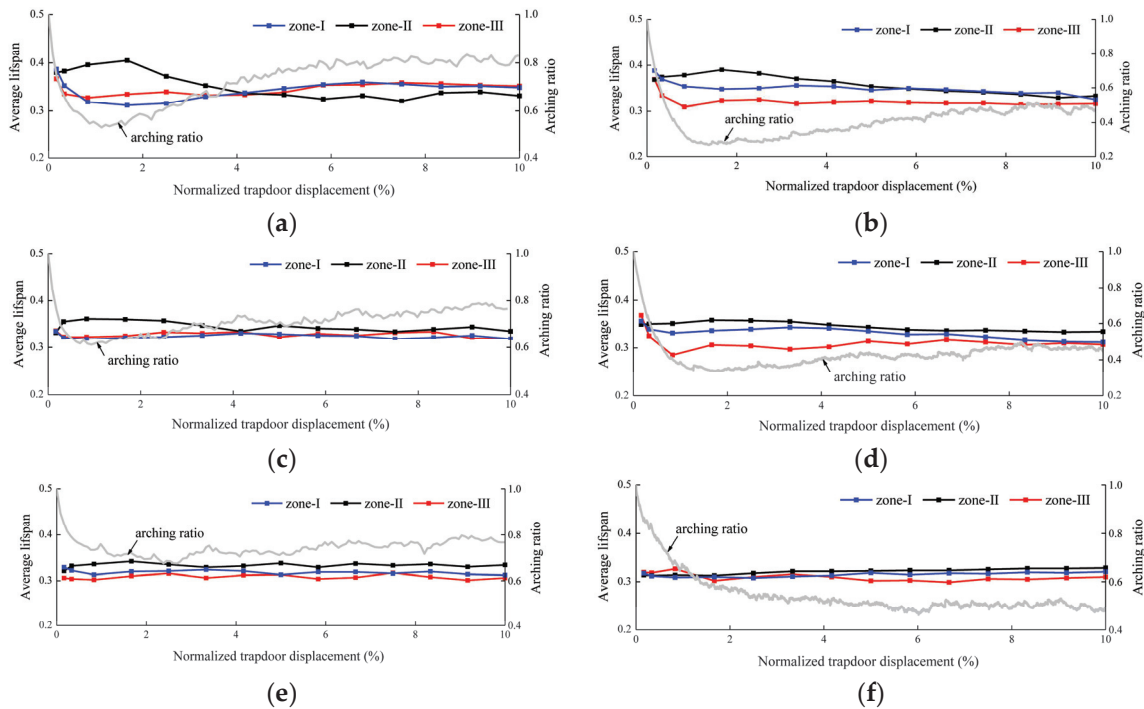 zone-I zone-II zone-III
Average lifespan
0.5
0.4
0.3
0.2
arching ratio
1.0
0.8
0.6
0.4
Arching ratio
0 2 4 6 8 10
Normalized trapdoor displacement (%)
(a)
zone-I zone-II zone-III
Average lifespan
0.5
0.4
0.3
0.2
arching ratio
1.0
0.8
0.6
0.4
0.2
Arching ratio
0 2 4 6 8 10
Normalized trapdoor displacement (%)
(b)
zone-I zone-II zone-III
Average lifespan
0.5
0.4
0.3
0.2
arching ratio
1.0
0.8
0.6
0.4
Arching ratio
0 2 4 6 8 10
Normalized trapdoor displacement (%)
(c)
zone-I zone-II zone-III
Average lifespan
0.5
0.4
0.3
0.2
arching ratio
1.0
0.8
0.6
0.4
0.2
Arching ratio
0 2 4 6 8 10
Normalized trapdoor displacement (%)
(d)
zone-I zone-II zone-III
Average lifespan
0.5
0.4
0.3
0.2
arching ratio
1.0
0.8
0.6
0.4
Arching ratio
0 2 4 6 8 10
Normalized trapdoor displacement (%)
(e)
zone-I zone-II zone-III
Average lifespan
0.5
0.4
0.3
0.2
arching ratio
1.0
0.8
0.6
0.4
Arching ratio
0 2 4 6 8 10
Normalized trapdoor displacement (%)
(f)